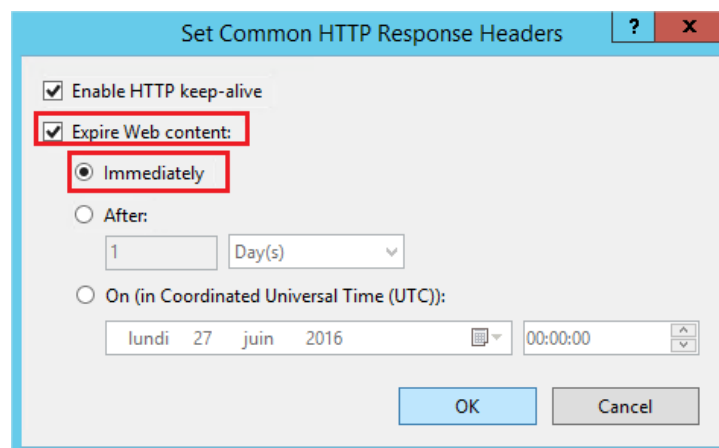 Set Common HTTP Response Headers ? x
Enable HTTP keep-alive
Expire Web content:
Immediately
After:
1 Day(s)
On (in Coordinated Universal Time (UTC)):
lundi 27 juin 2016 00:00:00
OK Cancel